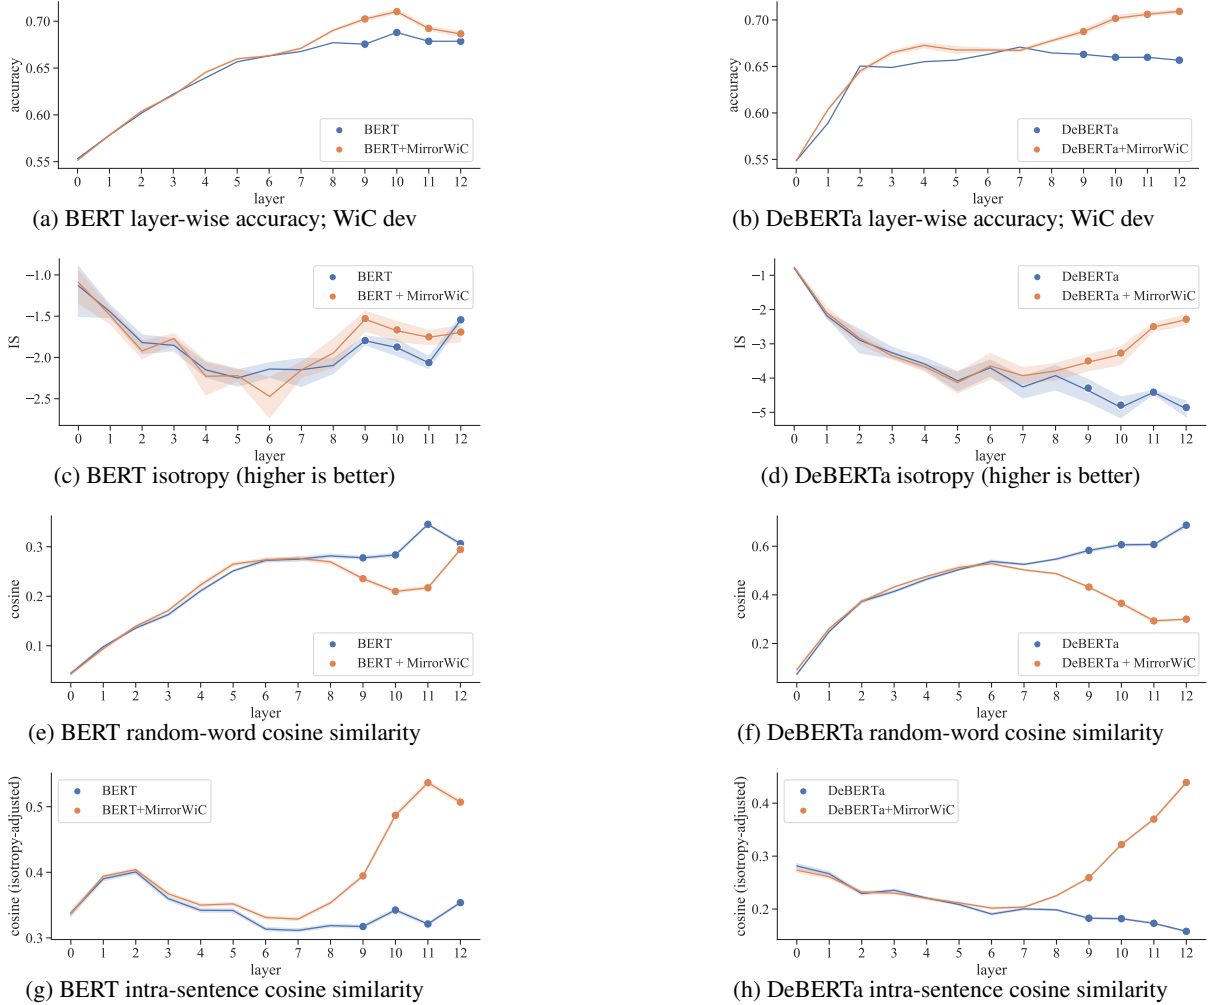 0.70
0.65
0.60
0.55
accuracy
BERT
BERT+MirrorWiC
0 1 2 3 4 5 6 7 8 9 10 11 12
layer
(a) BERT layer-wise accuracy; WiC dev
0.70
0.65
0.60
0.55
accuracy
DeBERTa
DeBERTa+MirrorWiC
0 1 2 3 4 5 6 7 8 9 10 11 12
layer
(b) DeBERTa layer-wise accuracy; WiC dev
−1.0
−1.5
−2.0
−2.5
IS
BERT
BERT + MirrorWiC
0 1 2 3 4 5 6 7 8 9 10 11 12
layer
(c) BERT isotropy (higher is better)
−1
−2
−3
−4
−5
IS
DeBERTa
DeBERTa + MirrorWiC
0 1 2 3 4 5 6 7 8 9 10 11 12
layer
(d) DeBERTa isotropy (higher is better)
0.3
0.2
0.1
cosine
BERT
BERT + MirrorWiC
0 1 2 3 4 5 6 7 8 9 10 11 12
layer
(e) BERT random-word cosine similarity
0.6
0.4
0.2
cosine
DeBERTa
DeBERTa + MirrorWiC
0 1 2 3 4 5 6 7 8 9 10 11 12
layer
(f) DeBERTa random-word cosine similarity
0.5
0.4
0.3
cosine (isotropy-adjusted)
BERT
BERT+MirrorWiC
0 1 2 3 4 5 6 7 8 9 10 11 12
layer
(g) BERT intra-sentence cosine similarity
0.4
0.3
0.2
cosine (isotropy-adjusted)
DeBERTa
DeBERTa+MirrorWiC
0 1 2 3 4 5 6 7 8 9 10 11 12
layer
(h) DeBERTa intra-sentence cosine similarity